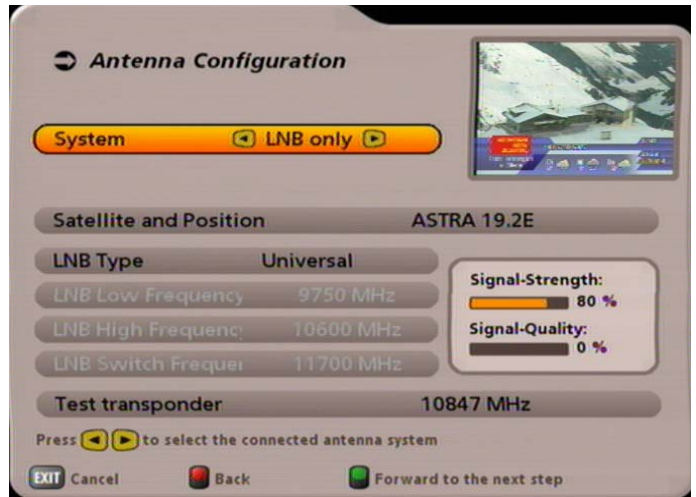 Antenna Configuration
System LNB only
Satellite and Position ASTRA 19.2E
LNB Type Universal
LNB Low Frequency 9750 MHz
LNB High Frequenc
10600 MHz
LNB Switch Freque
11700 MHz
Signal-Strength:
80 %
Signal-Quality:
0 %
Test transponder 10847 MHz
Press to select the connected antenna system
EXIT Cancel Back Forward to the next step